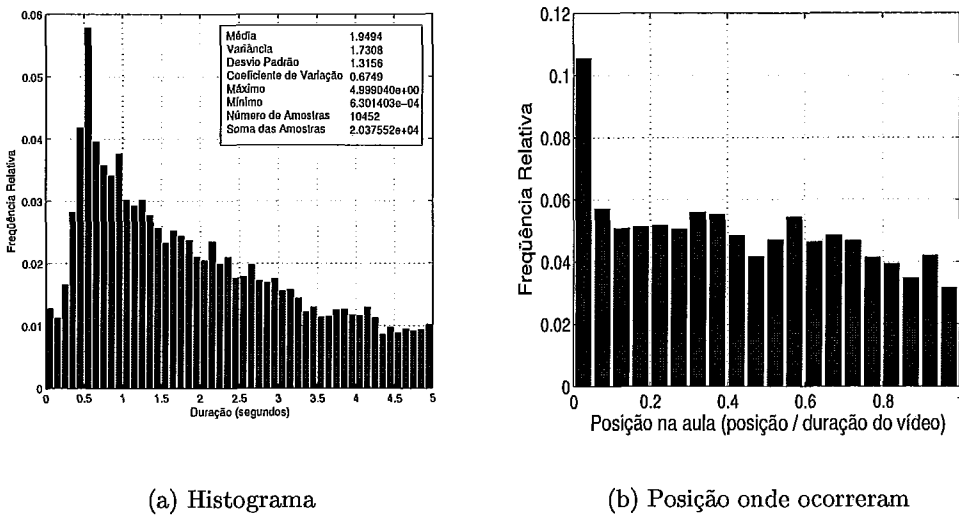 Média 1.9494
Variância 1.7308
Desvio Padrão 1.3156
Coeficiente de Variação 0.6749
Máximo 4.999040e+00
Mínimo 6.301403e-04
Número de Amostras 10452
Soma das Amostras 2.037552e+04
0.06
0.05
0.04
0.03
0.02
0.01
0
Freqüência Relativa
0 0.5 1 1.5 2 2.5 3 3.5 4 4.5 5
Duração (segundos)
(a) Histograma
0.12
0.1
0.08
0.06
0.04
0.02
0
Freqüência Relativa
0 0.2 0.4 0.6 0.8 1
Posição na aula (posição / duração do vídeo)
(b) Posição onde ocorreram